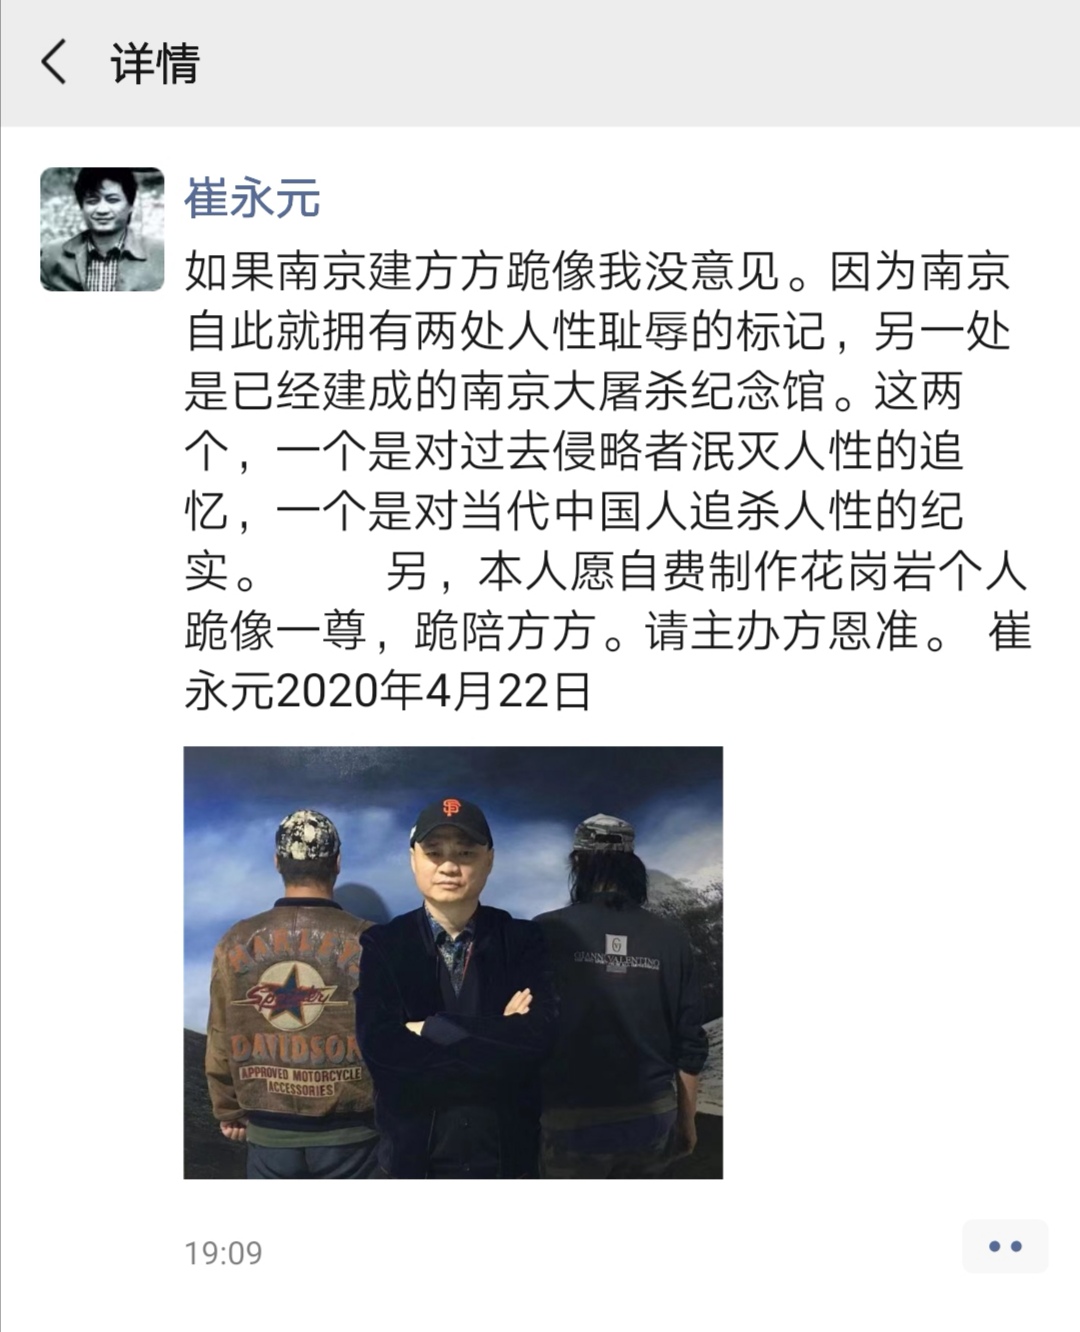 详情
崔永元
如果南京建方方跪像我没意见。因为南京
自此就拥有两处人性耻辱的标记，另一处
是已经建成的南京大屠杀纪念馆。这两
个，一个是对过去侵略者泯灭人性的追
忆，一个是对当代中国人追杀人性的纪
实。　　另，本人愿自费制作花岗岩个人
跪像一尊，跪陪方方。请主办方恩准。 崔
永元2020年4月22日
SF
HARLEY
DAVIDSON
APPROVED MOTORCYCLE
ACCESSORIES
GIANNI VALENTINO
19:09